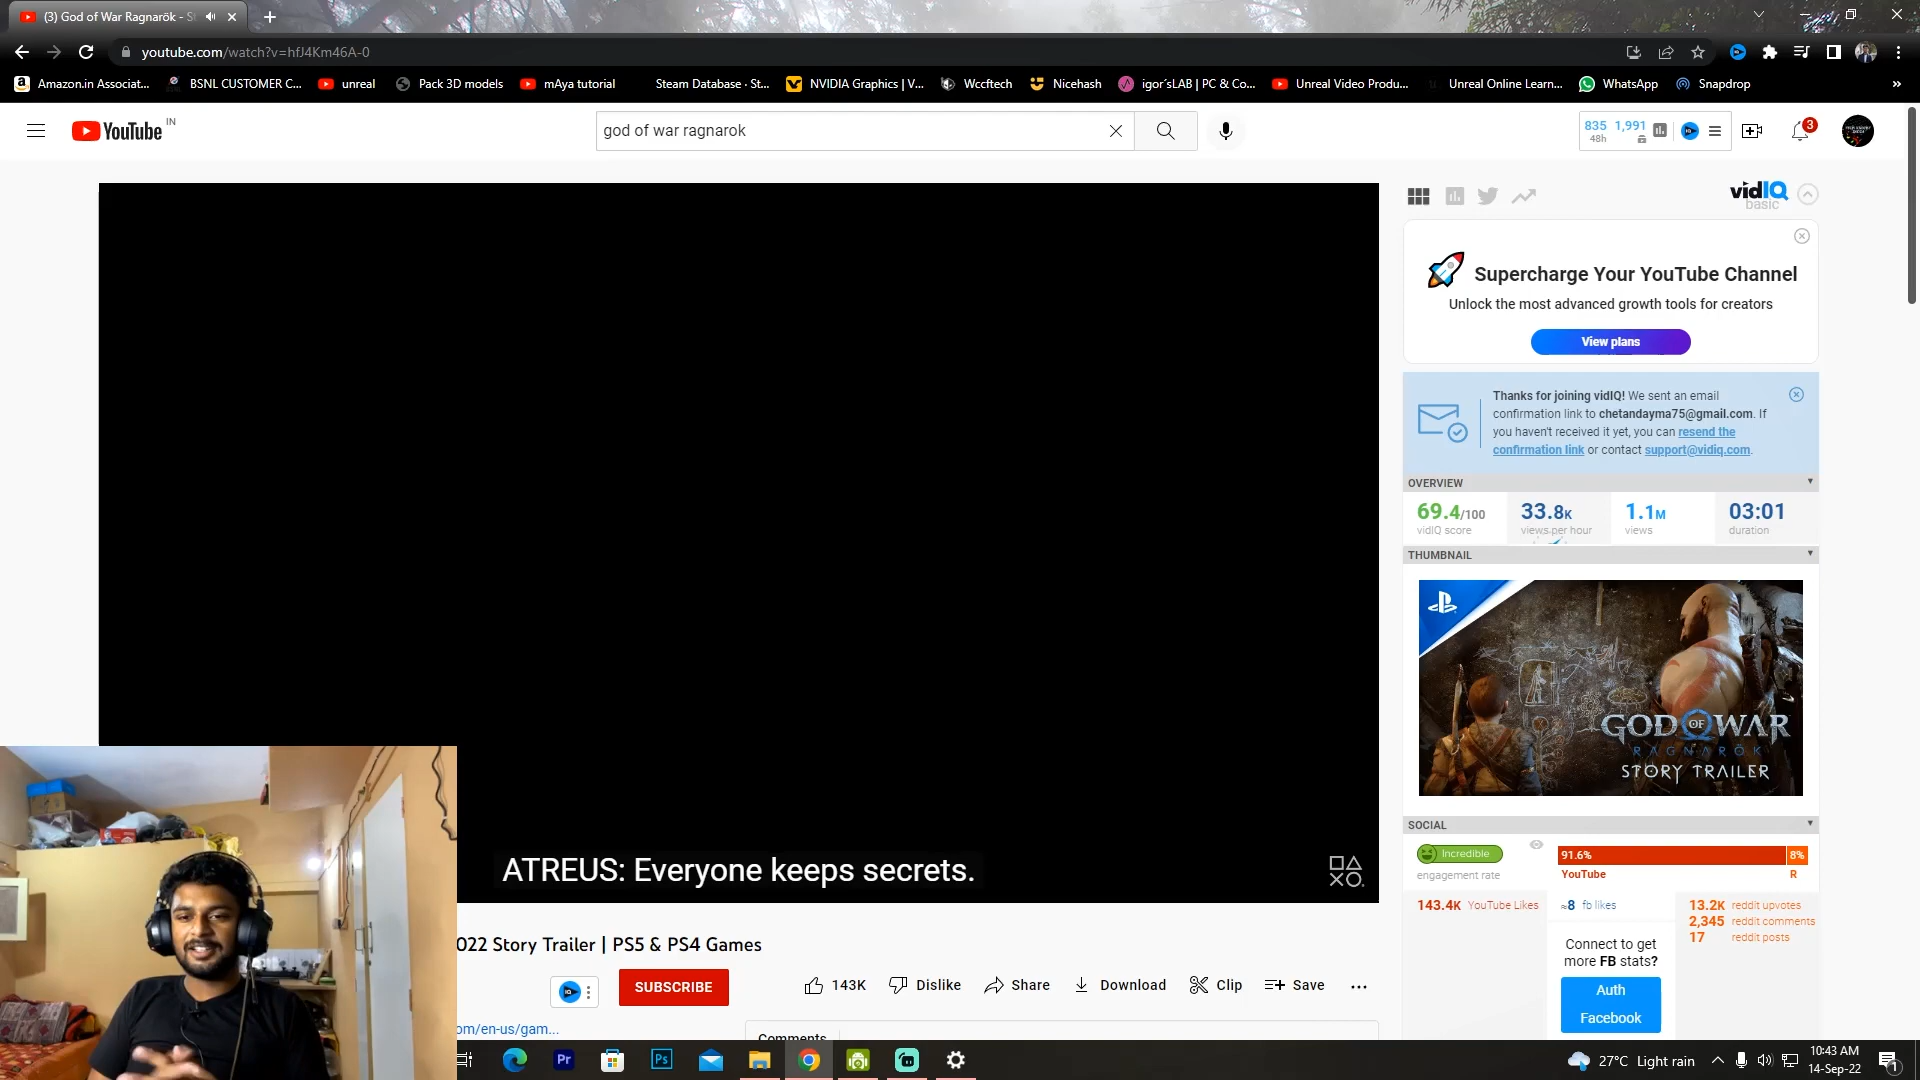 (3) God of War Ragnarök - S
youtube.com/watch?v=hfJ4Km46A-0
Amazon.in Associat...
BSNL CUSTOMER C...
unreal
Pack 3D models
mAya tutorial
Steam Database · St...
NVIDIA Graphics | V...
Wccftech
Nicehash
igor´sLAB | PC & Co...
Unreal Video Produ...
Unreal Online Learn...
WhatsApp
Snapdrop
»
YouTube IN
god of war ragnarok
835 1,991
48h
3
vidIQ
basic
Supercharge Your YouTube Channel
Unlock the most advanced growth tools for creators
View plans
Thanks for joining vidIQ! We sent an email
confirmation link to chetandayma75@gmail.com. If
you haven't received it yet, you can resend the
confirmation link or contact support@vidiq.com.
OVERVIEW
69.4/100 33.8K 1.1M 03:01
vidIQ score views per hour views duration
THUMBNAIL
GOD OF WAR
RAGNARÖK
STORY TRAILER
SOCIAL
Incredible
engagement rate
91.6% 8%
YouTube R
143.4K YouTube Likes
≈8 fb likes
13.2K reddit upvotes
2,345 reddit comments
17 reddit posts
Connect to get
more FB stats?
Auth
Facebook
ATREUS: Everyone keeps secrets.
022 Story Trailer | PS5 & PS4 Games
SUBSCRIBE
143K
Dislike
Share
Download
Clip
Save
om/en-us/gam...
Comments
Pr
Ps
27°C Light rain
10:43 AM
14-Sep-22
1